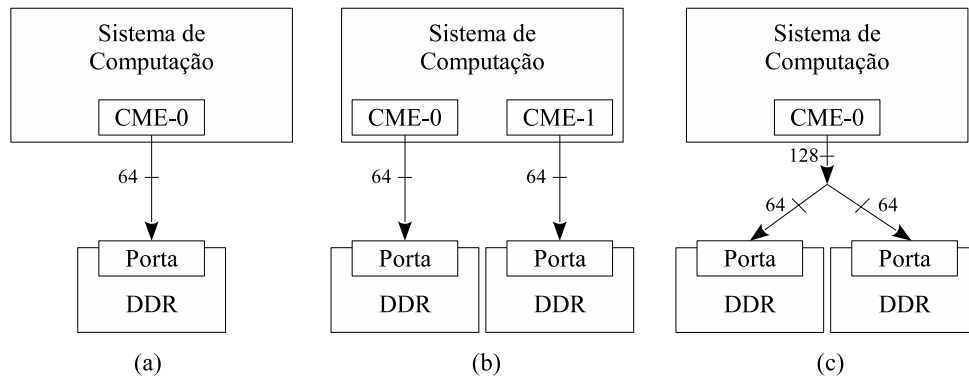 Sistema de
Computação
CME-0
64
Porta
DDR
(a)
Sistema de
Computação
CME-0
CME-1
64
64
Porta
Porta
DDR
DDR
(b)
Sistema de
Computação
CME-0
128
64
64
Porta
Porta
DDR
DDR
(c)